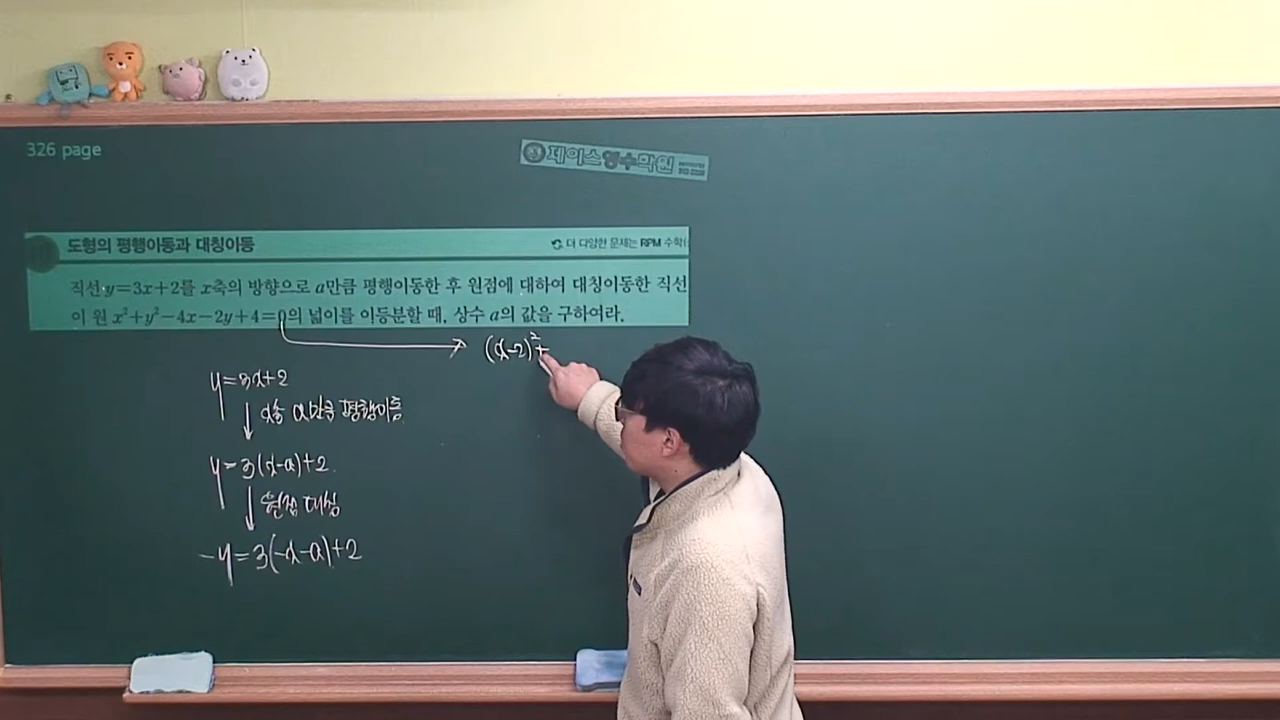 326 page
제이스영수학원
도형의 평행이동과 대칭이동
더 다양한 문제는 RPM 수학(
직선 y=3x+2를 x축의 방향으로 a만큼 평행이동한 후 원점에 대하여 대칭이동한 직선
이 원 x²+y²-4x-2y+4=0의 넓이를 이등분할 때, 상수 a의 값을 구하여라.
(x-2)²+
y=3x+2
x축 a만큼 평행이동
y=3(x-a)+2
원점 대칭
-y=3(-x-a)+2